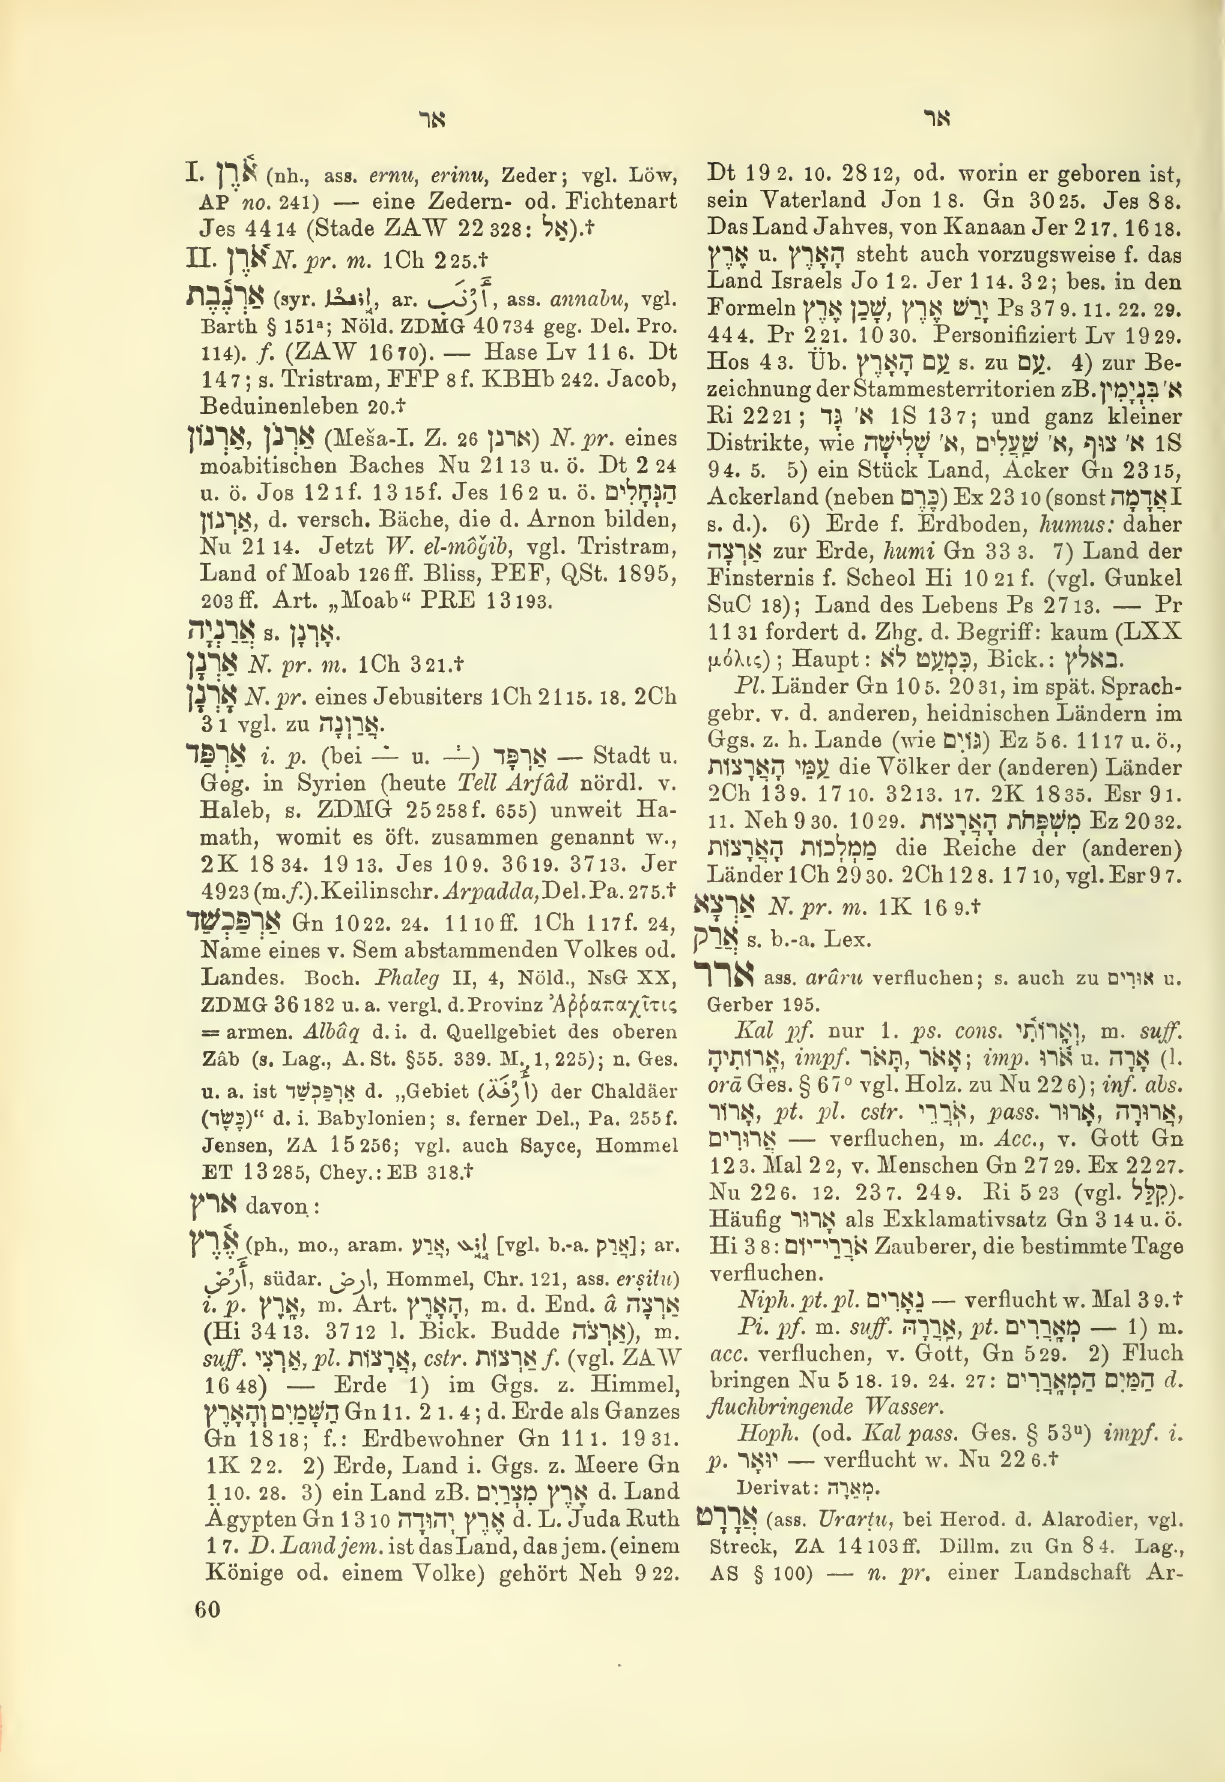 אר
I. אֹ֫רֶן (nh., ass. ernu, erinu, Zeder; vgl. Löw,
AP no. 241) — eine Zedern- od. Fichtenart
Jes 44 14 (Stade ZAW 22 328: אֵל).†
II. אֹ֫רֶן N. pr. m. 1Ch 2 25.†
אַרְנֶ֫בֶת (syr. ar. أَرْنَب, ass. annabu, vgl.
Barth § 151ᵃ; Nöld. ZDMG 40 734 geg. Del. Pro.
114). f. (ZAW 16 70). — Hase Lv 11 6. Dt
14 7; s. Tristram, FFP 8 f. KBHb 242. Jacob,
Beduinenleben 20.†
אַרְנֹן, אַרְנוֹן (Meša-I. Z. 26 ארנן) N. pr. eines
moabitischen Baches Nu 21 13 u. ö. Dt 2 24
u. ö. Jos 12 1f. 13 15f. Jes 16 2 u. ö. הַנְּחָלִים
אַרְנוֹן, d. versch. Bäche, die d. Arnon bilden,
Nu 21 14. Jetzt W. el-môǧib, vgl. Tristram,
Land of Moab 126 ff. Bliss, PEF, QSt. 1895,
203 ff. Art. „Moab“ PRE 13 193.
אֲרַנְיָה s. אָרְנָן.
אַרְנָן N. pr. m. 1Ch 3 21.†
אָרְנָן N. pr. eines Jebusiters 1Ch 21 15. 18. 2Ch
3 1 vgl. zu אֲרַוְנָה.
אַרְפַּד i. p. (bei u.) אַרְפָּד — Stadt u.
Geg. in Syrien (heute Tell Arfâd nördl. v.
Haleb, s. ZDMG 25 258 f. 655) unweit Ha-
math, womit es öft. zusammen genannt w.,
2K 18 34. 19 13. Jes 10 9. 36 19. 37 13. Jer
49 23 (m. f.). Keilinschr. Arpadda, Del. Pa. 275.†
אַרְפַּכְשַׁד Gn 10 22. 24. 11 10 ff. 1Ch 1 17f. 24,
Name eines v. Sem abstammenden Volkes od.
Landes. Boch. Phaleg II, 4, Nöld., NsG XX,
ZDMG 36 182 u. a. vergl. d. Provinz Ἀῤῥαπαχῖτις
= armen. Albâq d. i. d. Quellgebiet des oberen
Zâb (s. Lag., A. St. § 55. 339. M. 1, 225); n. Ges.
u. a. ist אַרְפַּכְשַׁד d. „Gebiet (أُرْفَة) der Chaldäer
(כֶּשֶׂד)“ d. i. Babylonien; s. ferner Del., Pa. 255 f.
Jensen, ZA 15 256; vgl. auch Sayce, Hommel
ET 13 285, Chey.: EB 318.†
ארץ davon:
אֶ֫רֶץ (ph., mo., aram. אֲרַע, [vgl. b.-a. אֲרַק]; ar.
أَرْض, südar. ارض, Hommel, Chr. 121, ass. erṣitu)
i. p. אָרֶץ, m. Art. הָאָרֶץ, m. d. End. â אַרְצָה
(Hi 34 13. 37 12 l. Bick. Budde אַרְצֹה), m.
suff. אַרְצִי, pl. אֲרָצוֹת, cstr. אַרְצוֹת f. (vgl. ZAW
16 48) — Erde 1) im Ggs. z. Himmel,
הַשָּׁמַיִם וְהָאָרֶץ Gn 1 1. 2 1. 4; d. Erde als Ganzes
Gn 18 18; f.: Erdbewohner Gn 11 1. 19 31.
1K 2 2. 2) Erde, Land i. Ggs. z. Meere Gn
1 10. 28. 3) ein Land zB. אֶרֶץ מִצְרַיִם d. Land
Ägypten Gn 13 10 אֶרֶץ יְהוּדָה d. L. Juda Ruth
1 7. D. Land jem. ist das Land, das jem. (einem
Könige od. einem Volke) gehört Neh 9 22.
60
אר
Dt 19 2. 10. 28 12, od. worin er geboren ist,
sein Vaterland Jon 1 8. Gn 30 25. Jes 8 8.
Das Land Jahves, von Kanaan Jer 2 17. 16 18.
אֶרֶץ u. הָאָרֶץ steht auch vorzugsweise f. das
Land Israels Jo 1 2. Jer 1 14. 3 2; bes. in den
Formeln יָרַשׁ אֶרֶץ, שָׁכַן אֶרֶץ Ps 37 9. 11. 22. 29.
44 4. Pr 2 21. 10 30. Personifiziert Lv 19 29.
Hos 4 3. Üb. עַם הָאָרֶץ s. zu עַם. 4) zur Be-
zeichnung der Stammesterritorien zB. א׳ בִּנְיָמִין
Ri 22 21; א׳ גָּד 1S 13 7; und ganz kleiner
Distrikte, wie א׳ צוּף, א׳ שַׁעֲלִים, א׳ שָׁלִישָׁה 1S
9 4. 5. 5) ein Stück Land, Acker Gn 23 15,
Ackerland (neben כֶּרֶם) Ex 23 10 (sonst אֲדָמָה I
s. d.). 6) Erde f. Erdboden, humus: daher
אַרְצָה zur Erde, humi Gn 33 3. 7) Land der
Finsternis f. Scheol Hi 10 21 f. (vgl. Gunkel
SuC 18); Land des Lebens Ps 27 13. — Pr
11 31 fordert d. Zhg. d. Begriff: kaum (LXX
μόλις); Haupt: כִּמְעַט לֹא, Bick.: באלץ.
Pl. Länder Gn 10 5. 20 31, im spät. Sprach-
gebr. v. d. anderen, heidnischen Ländern im
Ggs. z. h. Lande (wie גּוֹיִם) Ez 5 6. 11 17 u. ö.,
עַמֵּי הָאֲרָצוֹת die Völker der (anderen) Länder
2Ch 13 9. 17 10. 32 13. 17. 2K 18 35. Esr 9 1.
11. Neh 9 30. 10 29. מִשְׁפְּחֹת הָאֲרָצוֹת Ez 20 32.
מַמְלְכוֹת הָאֲרָצוֹת die Reiche der (anderen)
Länder 1Ch 29 30. 2Ch 12 8. 17 10, vgl. Esr 9 7.
אַרְצָא N. pr. m. 1K 16 9.†
אֲרַק s. b.-a. Lex.
ארר ass. arâru verfluchen; s. auch zu אוּרִים u.
Gerber 195.
Kal pf. nur 1. ps. cons. וְאָרוֹתִי, m. suff.
אָרוֹתִיהָ, impf. אָאֹר, תָּאֹר; imp. אֹ֫רוּ u. אָרָה (l.
orā Ges. § 67o vgl. Holz. zu Nu 22 6); inf. abs.
אָרוֹר, pt. pl. cstr. אֹרְרֵי, pass. אָרוּר, אֲרוּרָה,
אֲרוּרִים — verfluchen, m. Acc., v. Gott Gn
12 3. Mal 2 2, v. Menschen Gn 27 29. Ex 22 27.
Nu 22 6. 12. 23 7. 24 9. Ri 5 23 (vgl. קִלֵּל).
Häufig אָרוּר als Exklamativsatz Gn 3 14 u. ö.
Hi 3 8: אֹרְרֵי־יוֹם Zauberer, die bestimmte Tage
verfluchen.
Niph. pt. pl. נֵאָרִים — verflucht w. Mal 3 9.†
Pi. pf. m. suff. אֵרְרָהּ, pt. מְאָרְרִים — 1) m.
acc. verfluchen, v. Gott, Gn 5 29. 2) Fluch
bringen Nu 5 18. 19. 24. 27: הַמַּיִם הַמְאָרְרִים d.
fluchbringende Wasser.
Hoph. (od. Kal pass. Ges. § 53u) impf. i.
p. יוּאָר — verflucht w. Nu 22 6.†
Derivat: מְאֵרָה.
אֲרָרָט (ass. Urarṭu, bei Herod. d. Alarodier, vgl.
Streck, ZA 14 103 ff. Dillm. zu Gn 8 4. Lag.,
AS § 100) — n. pr. einer Landschaft Ar-